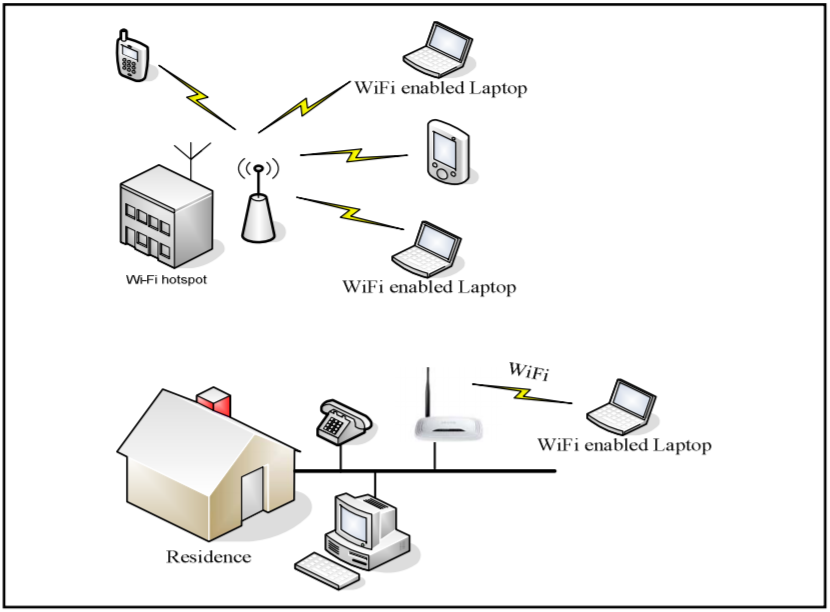 WiFi enabled Laptop
Wi-Fi hotspot
WiFi enabled Laptop
WiFi
WiFi enabled Laptop
Residence